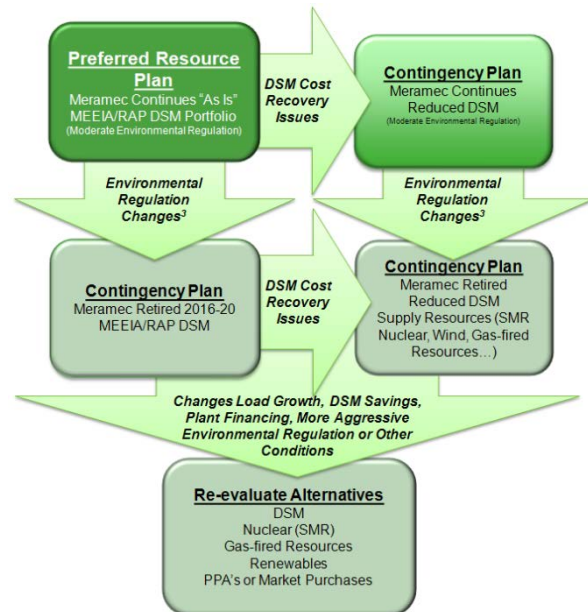 Preferred Resource
Plan
Meramec Continues "As Is"
MEEIA/RAP DSM Portfolio
(Moderate Environmental Regulation)
DSM Cost
Recovery
Issues
Contingency Plan
Meramec Continues
Reduced DSM
(Moderate Environmental Regulation)
Environmental
Regulation
Changes³
Environmental
Regulation
Changes³
Contingency Plan
Meramec Retired 2016-20
MEEIA/RAP DSM
DSM Cost
Recovery
Issues
Contingency Plan
Meramec Retired
Reduced DSM
Supply Resources (SMR
Nuclear, Wind, Gas-fired
Resources…)
Changes Load Growth, DSM Savings,
Plant Financing, More Aggressive
Environmental Regulation or Other
Conditions
Re-evaluate Alternatives
DSM
Nuclear (SMR)
Gas-fired Resources
Renewables
PPA's or Market Purchases